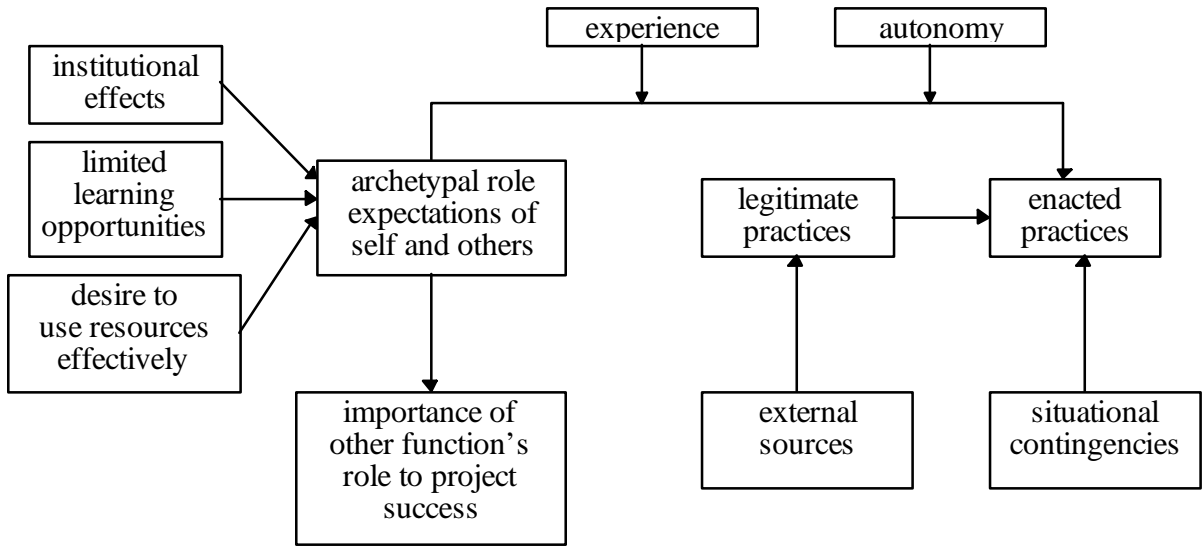 experience
autonomy
institutional
effects
limited
learning
opportunities
desire to
use resources
effectively
archetypal role
expectations of
self and others
legitimate
practices
enacted
practices
importance of
other function’s
role to project
success
external
sources
situational
contingencies